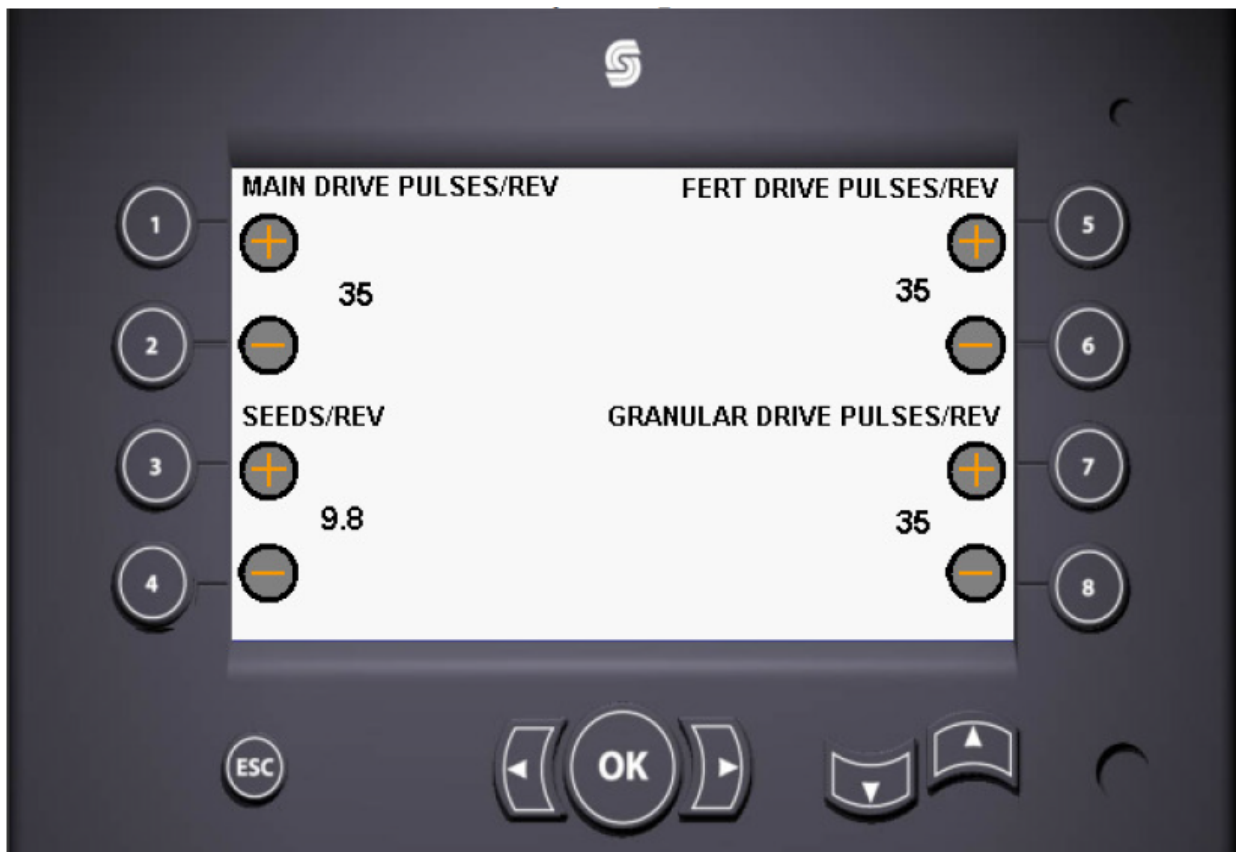 MAIN DRIVE PULSES/REV
FERT DRIVE PULSES/REV
1
5
35
35
2
6
SEEDS/REV
GRANULAR DRIVE PULSES/REV
3
7
9.8
35
4
8
ESC
OK